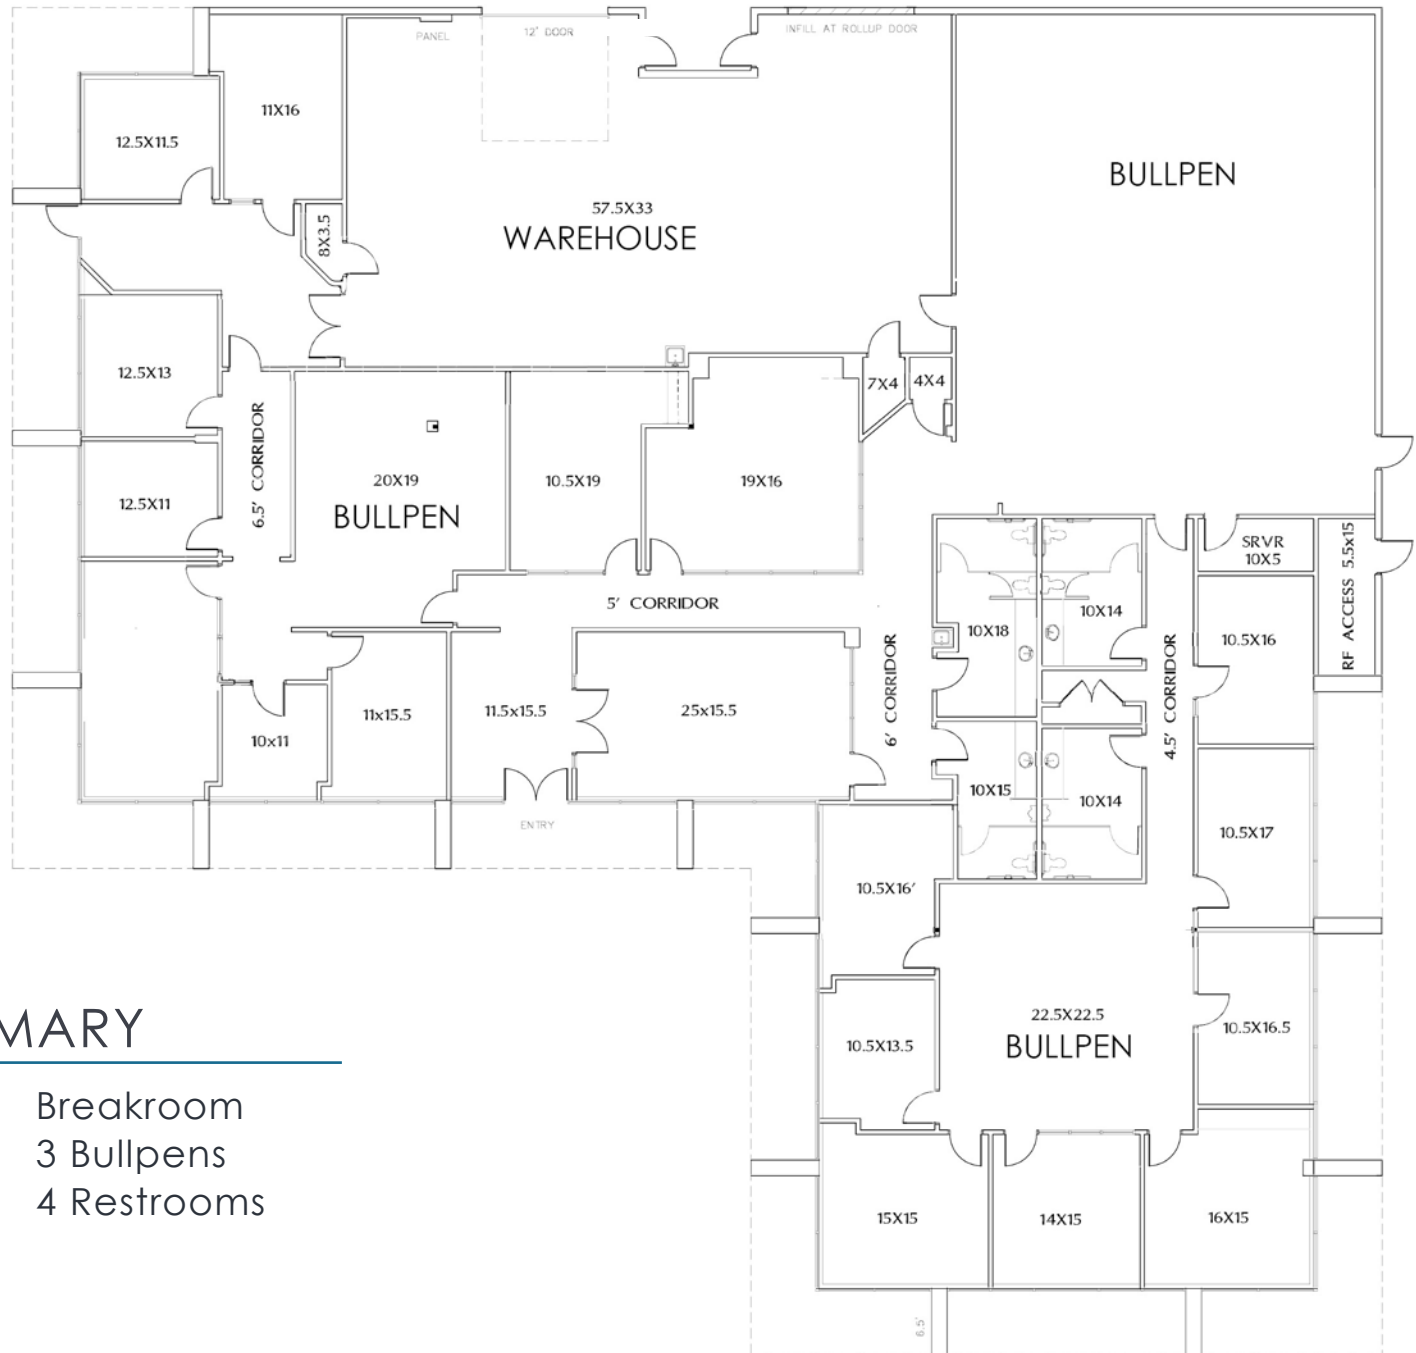 PANEL
12' DOOR
INFILL AT ROLLUP DOOR
11X16
12.5X11.5
BULLPEN
57.5X33
WAREHOUSE
8X3.5
12.5X13
7X4
4X4
6.5' CORRIDOR
20X19
BULLPEN
10.5X19
19X16
12.5X11
SRVR
10X5
RF ACCESS 5.5x15
5' CORRIDOR
10X18
10X14
10.5X16
6' CORRIDOR
4.5' CORRIDOR
11x15.5
11.5x15.5
25x15.5
10x11
10X15
10X14
ENTRY
10.5X17
10.5X16'
22.5X22.5
BULLPEN
10.5X16.5
10.5X13.5
MARY
Breakroom
3 Bullpens
4 Restrooms
15X15
14X15
16X15
6.5'